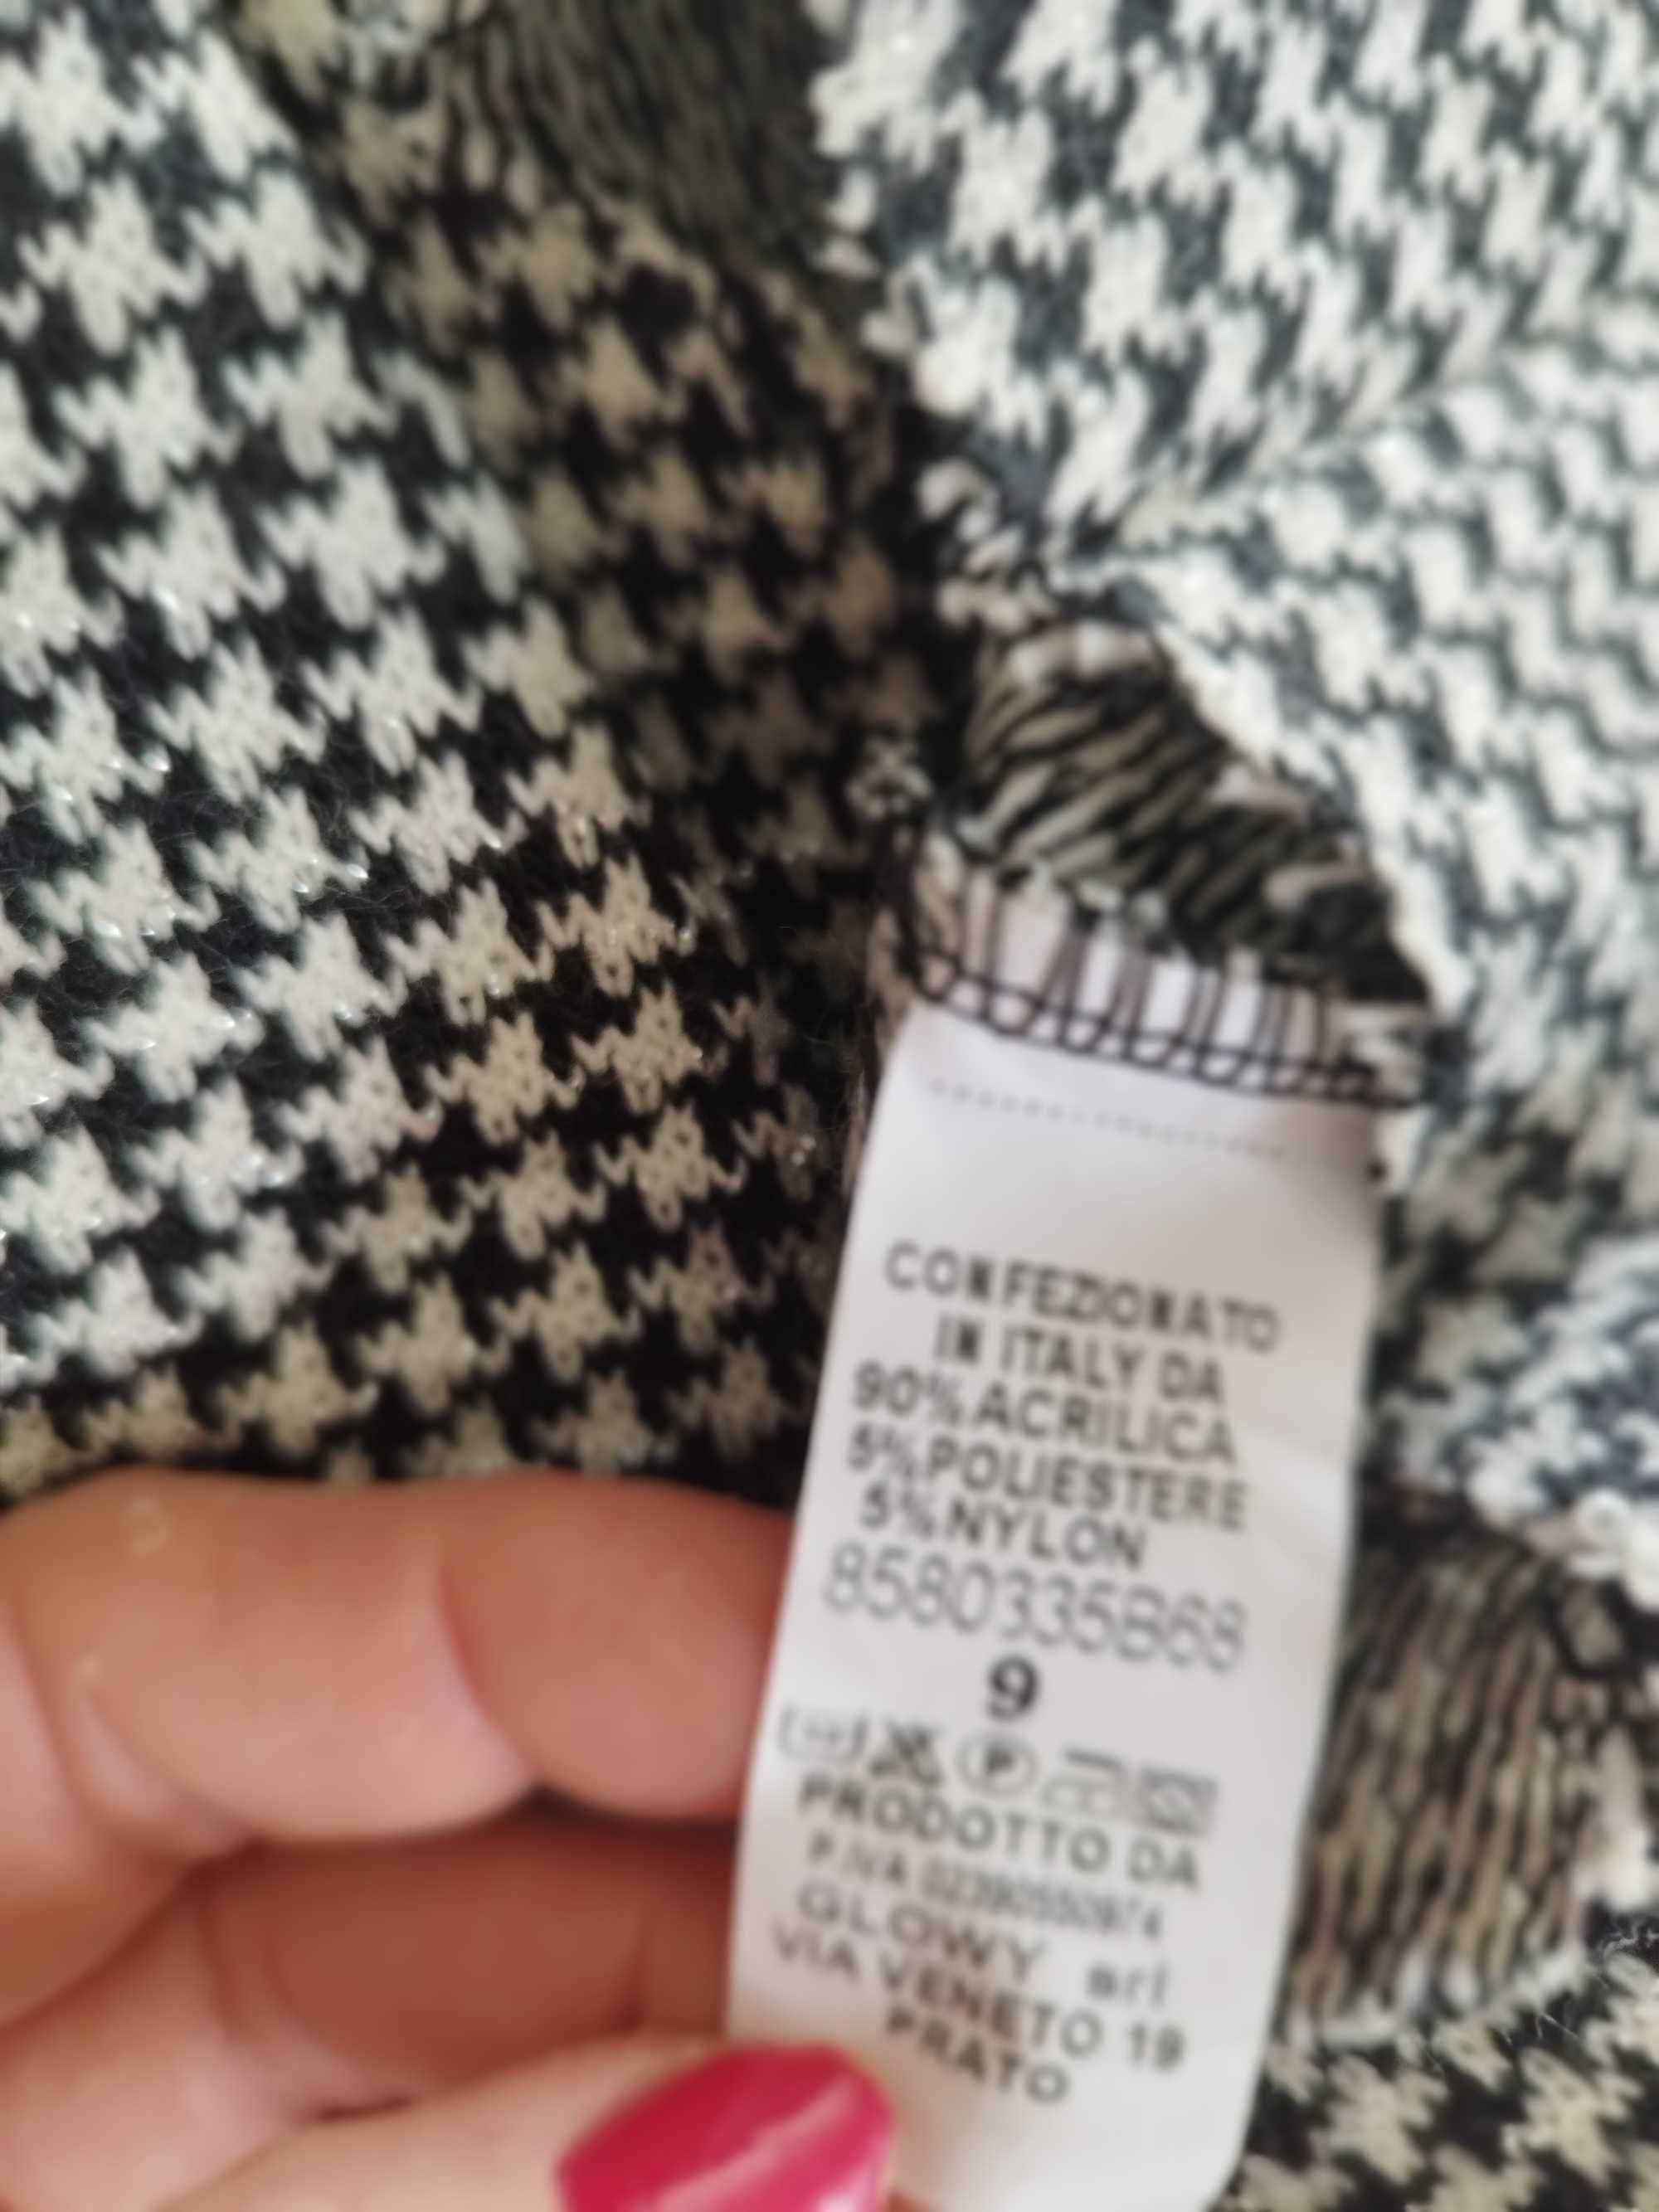 CONFEZIONATO
IN ITALY DA
90% ACRILICA
5% POLIESTERE
5% NYLON
8580335B68
9
P
PRODOTTO DA
P.IVA
GLOWY srl
VIA VENETO 19
PRATO